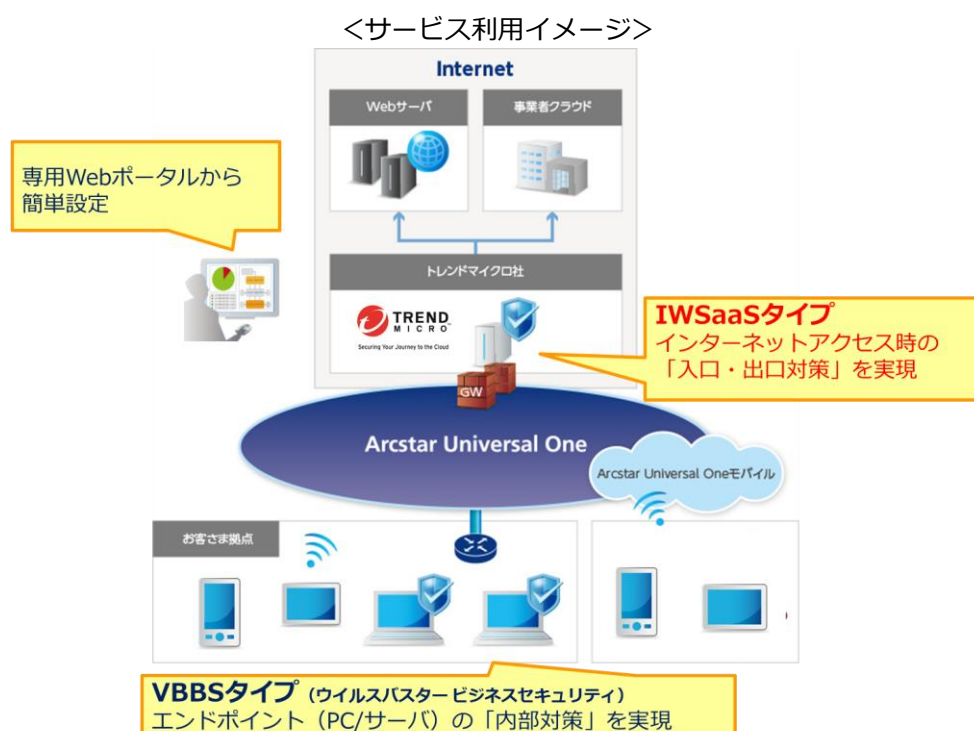 ＜サービス利用イメージ＞
Internet
Webサーバ
事業者クラウド
専用Webポータルから
簡単設定
トレンドマイクロ社
TREND
MICRO
Securing Your Journey to the Cloud
IWSaaSタイプ
インターネットアクセス時の
「入口・出口対策」を実現
GW
Arcstar Universal One
Arcstar Universal Oneモバイル
お客さま拠点
VBBSタイプ（ウイルスバスター ビジネスセキュリティ）
エンドポイント（PC/サーバ）の「内部対策」を実現